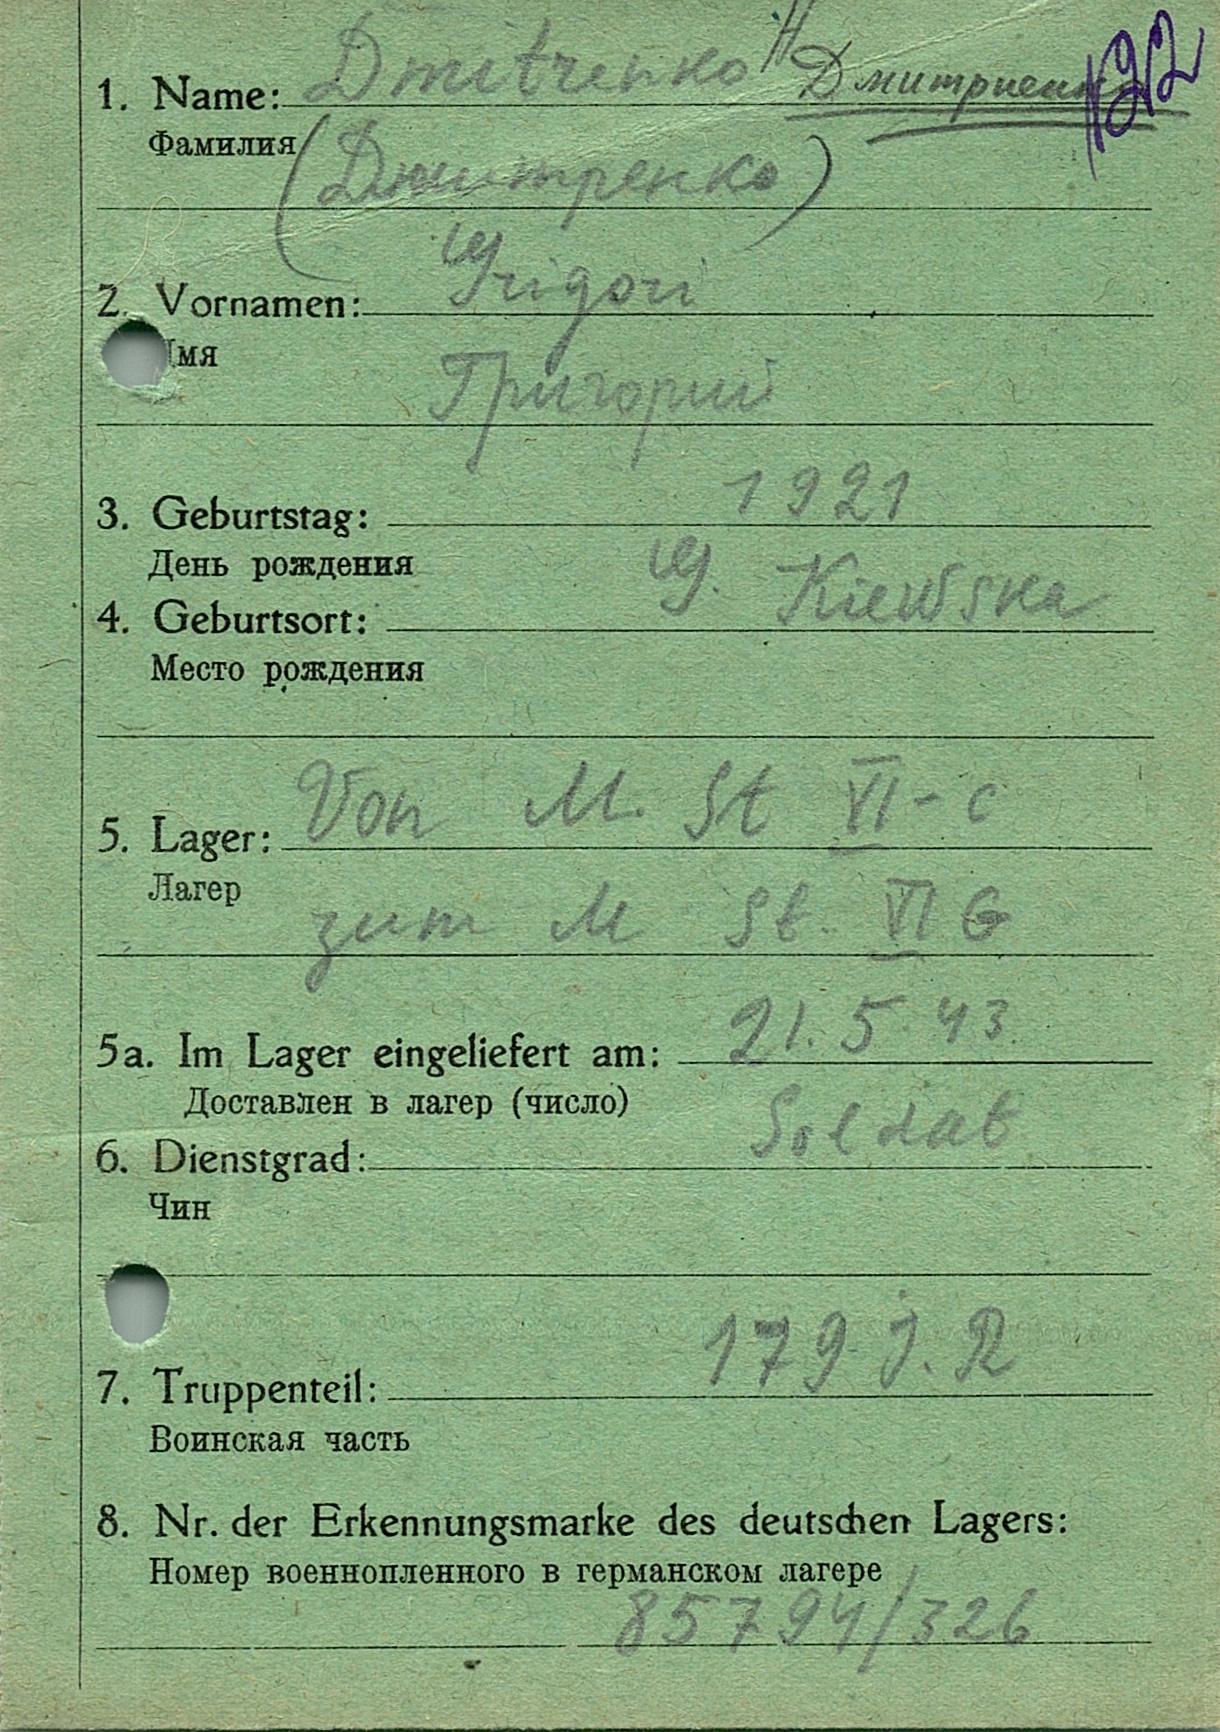 1. Name: Dmitrenko Дмитриенко
122
Фамилия (Дмитренко)
2. Vornamen: Grigori
Имя
Григорий
3. Geburtstag: 1921
День рождения
4. Geburtsort: G. Kiewska
Место рождения
5. Lager: Von M. St VI-c
Лагер
zum M St. VI G
5a. Im Lager eingeliefert am: 21. 5 43.
Доставлен в лагер (число)
6. Dienstgrad: Soldat
Чин
7. Truppenteil: 179 J. R
Воинская часть
8. Nr. der Erkennungsmarke des deutschen Lagers:
Номер военнопленного в германском лагере
85794/326